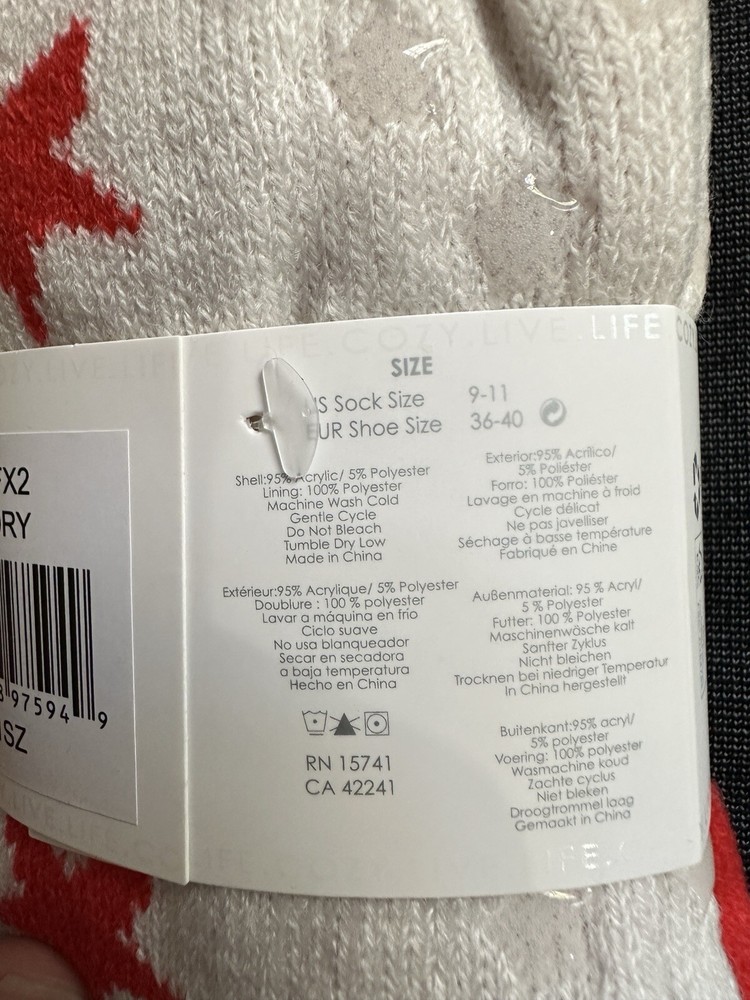 COZY.LIVE.LIFE
SIZE
Sock Size 9-11
EUR Shoe Size 36-40
Shell:95% Acrylic/ 5% Polyester
Lining: 100% Polyester
Machine Wash Cold
Gentle Cycle
Do Not Bleach
Tumble Dry Low
Made in China
Exterior:95% Acrílico/
5% Poliéster
Forro: 100% Poliéster
Lavage en machine à froid
Cycle délicat
Ne pas javelliser
Séchage à basse température
Fabriqué en Chine
Extérieur:95% Acrylique/ 5% Polyester
Doublure : 100 % polyester
Lavar a máquina en frío
Ciclo suave
No usa blanqueador
Secar en secadora
a baja temperatura
Hecho en China
Außenmaterial: 95 % Acryl/
5 % Polyester
Futter: 100 % Polyester
Maschinenwäsche kalt
Sanfter Zyklus
Nicht bleichen
Trocknen bei niedriger Temperatur
In China hergestellt
Buitenkant:95% acryl/
5% polyester
Voering: 100% polyester
Wasmachine koud
Zachte cyclus
Niet bleken
Droogtrommel laag
Gemaakt in China
RN 15741
CA 42241
X2
RY
97594 9
SZ